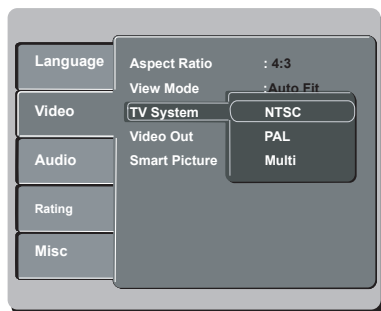 Language
Video
Audio
Rating
Misc
Aspect Ratio : 4:3
View Mode :Auto Fit
TV System NTSC
Video Out PAL
Smart Picture Multi